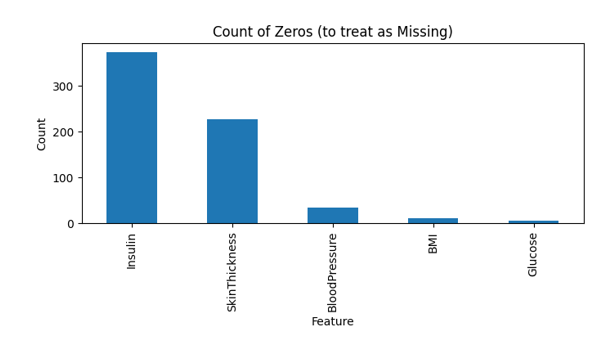 Count of Zeros (to treat as Missing)
Count
300
200
100
0
Insulin
SkinThickness
BloodPressure
BMI
Glucose
Feature